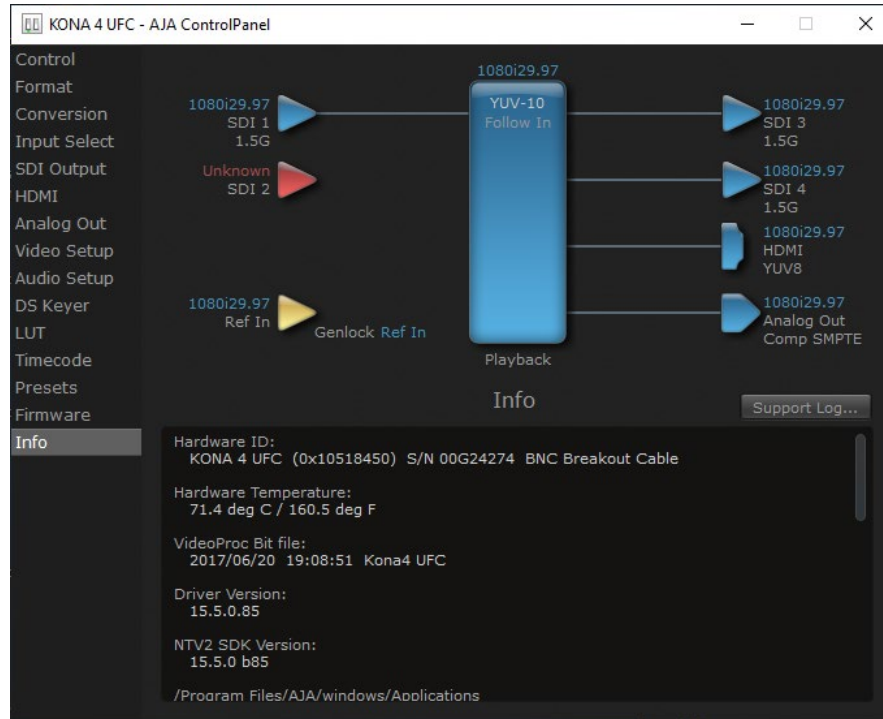 KONA 4 UFC - AJA ControlPanel
Control
Format
Conversion
Input Select
SDI Output
HDMI
Analog Out
Video Setup
Audio Setup
DS Keyer
LUT
Timecode
Presets
Firmware
Info
1080i29.97
SDI 1
1.5G
Unknown
SDI 2
1080i29.97
Ref In
Genlock Ref In
1080i29.97
YUV-10
Follow In
Playback
1080i29.97
SDI 3
1.5G
1080i29.97
SDI 4
1.5G
1080i29.97
HDMI
YUV8
1080i29.97
Analog Out
Comp SMPTE
Info
Support Log...
Hardware ID:
KONA 4 UFC (0x10518450) S/N 00G24274 BNC Breakout Cable
Hardware Temperature:
71.4 deg C / 160.5 deg F
VideoProc Bit file:
2017/06/20 19:08:51 Kona4 UFC
Driver Version:
15.5.0.85
NTV2 SDK Version:
15.5.0 b85
/Program Files/AJA/windows/Applications